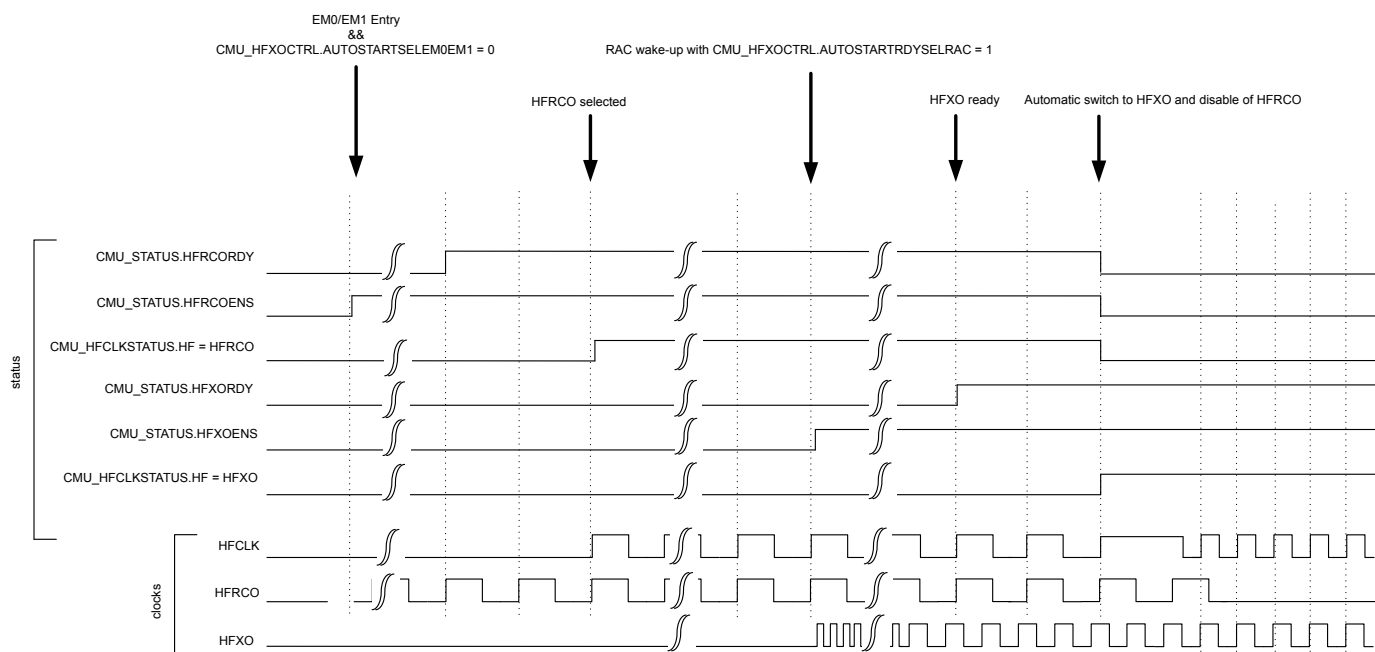 EM0/EM1 Entry
&&
CMU_HFXOCTRL.AUTOSTARTSELEM0EM1 = 0
RAC wake-up with CMU_HFXOCTRL.AUTOSTARTRDYSELRAC = 1
HFRCO selected
HFXO ready
Automatic switch to HFXO and disable of HFRCO
status
CMU_STATUS.HFRCORDY
CMU_STATUS.HFRCOENS
CMU_HFCLKSTATUS.HF = HFRCO
CMU_STATUS.HFXORDY
CMU_STATUS.HFXOENS
CMU_HFCLKSTATUS.HF = HFXO
clocks
HFCLK
HFRCO
HFXO